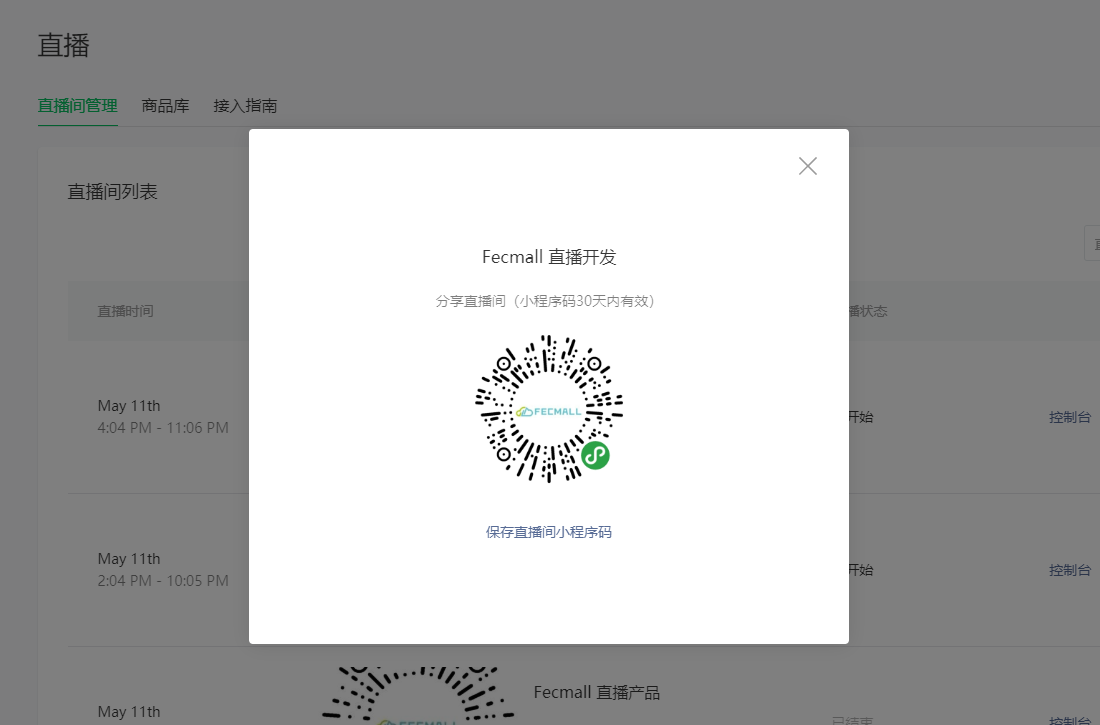 直播
直播间管理 商品库 接入指南
直播间列表
直播时间
播状态
Fecmall 直播开发
分享直播间（小程序码30天内有效）
FECMALL
保存直播间小程序码
May 11th
4:04 PM - 11:06 PM
开始
控制台
May 11th
2:04 PM - 10:05 PM
开始
控制台
May 11th
FECMALL
Fecmall 直播产品
已结束
控制台